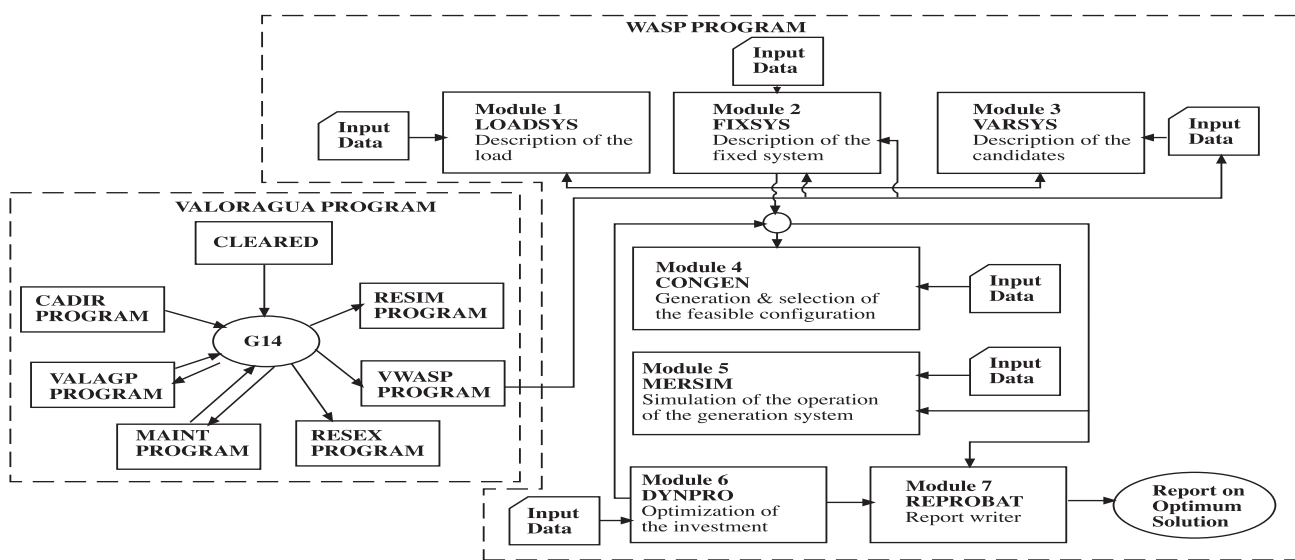 WASP PROGRAM
Input
Data
Module 1
LOADSYS
Description of the
load
Input
Data
Module 2
FIXSYS
Description of the
fixed system
Module 3
VARSYS
Description of the
candidates
Input
Data
VALORAGUA PROGRAM
CLEARED
CADIR
PROGRAM
RESIM
PROGRAM
G14
VALAGP
PROGRAM
VWASP
PROGRAM
MAINT
PROGRAM
RESEX
PROGRAM
Module 4
CONGEN
Generation & selection of
the feasible configuration
Input
Data
Module 5
MERSIM
Simulation of the operation
of the generation system
Input
Data
Input
Data
Module 6
DYNPRO
Optimization of
the investment
Module 7
REPROBAT
Report writer
Report on
Optimum
Solution